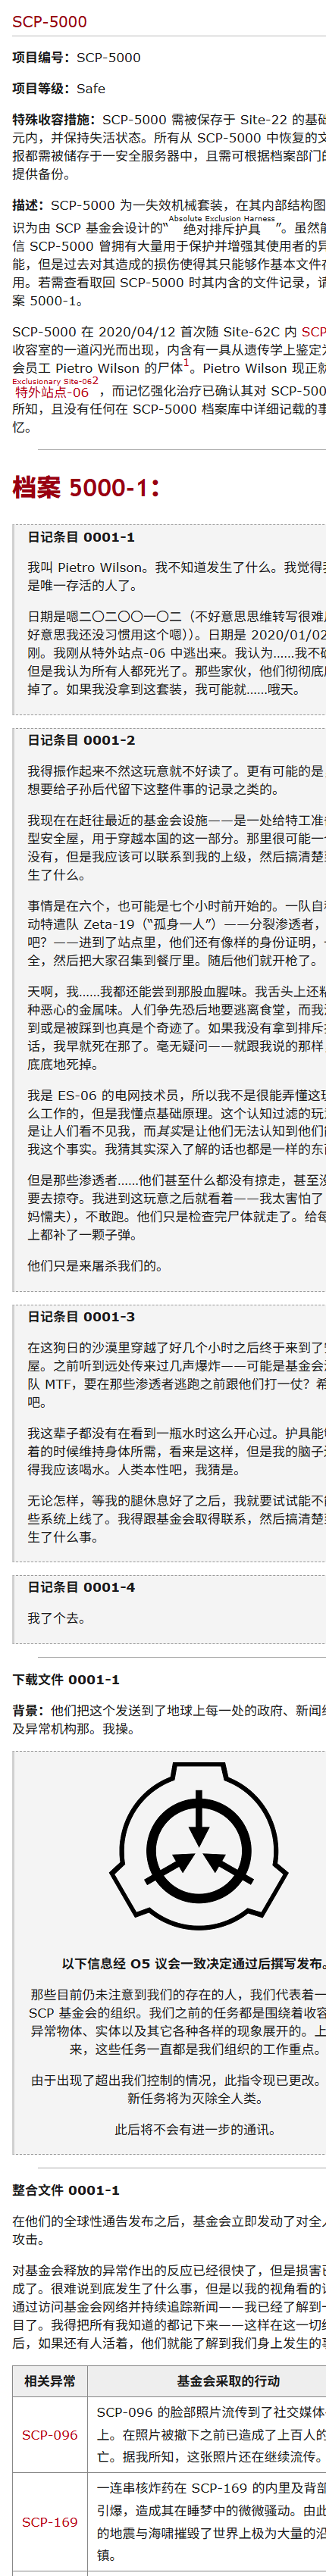 SCP-5000
项目编号：SCP-5000
项目等级：Safe
特殊收容措施：SCP-5000 需被保存于 Site-22 的基础
元内，并保持失活状态。所有从 SCP-5000 中恢复的文
报都需被储存于一安全服务器中，且需可根据档案部门的
提供备份。
描述：SCP-5000 为一失效机械套装，在其内部结构图
Absolute Exclusion Harness
识为由 SCP 基金会设计的“绝对排斥护具”。虽然能
信 SCP-5000 曾拥有大量用于保护并增强其使用者的异
能，但是过去对其造成的损伤使得其只能够作基本文件存
用。若需查看取回 SCP-5000 时其内含的文件记录，请
案 5000-1。
SCP-5000 在 2020/04/12 首次随 Site-62C 内 SCP
收容室的一道闪光而出现，内含有一具从遗传学上鉴定为
会员工 Pietro Wilson 的尸体1。Pietro Wilson 现正就
Exclusionary Site-062
特外站点-06，而记忆强化治疗已确认其对 SCP-500
所知，且没有任何在 SCP-5000 档案库中详细记载的事
忆。
档案 5000-1：
日记条目 0001-1
我叫 Pietro Wilson。我不知道发生了什么。我觉得我
是唯一存活的人了。
日期是嗯二〇二〇〇一〇二（不好意思思维转写很难用
好意思我还没习惯用这个嗯））。日期是 2020/01/02
刚。我刚从特外站点-06 中逃出来。我认为……我不确
但是我认为所有人都死光了。那些家伙，他们彻彻底底
掉了。如果我没拿到这套装，我可能就……哦天。
日记条目 0001-2
我得振作起来不然这玩意就不好读了。更有可能的是，
想要给子孙后代留下这整件事的记录之类的。
我现在在赶往最近的基金会设施——是一处给特工准备
型安全屋，用于穿越本国的这一部分。那里很可能一个
没有，但是我应该可以联系到我的上级，然后搞清楚到
生了什么。
事情是在六个，也可能是七个小时前开始的。一队自称
动特遣队 Zeta-19（“孤身一人”）——分裂渗透者，
吧？——进到了站点里，他们还有像样的身份证明，一
全，然后把大家召集到餐厅里。随后他们就开枪了。
天啊，我……我都还能尝到那股血腥味。我舌头上还粘
种恶心的金属味。人们争先恐后地要逃离食堂，而我没
到或是被踩到也真是个奇迹了。如果我没有拿到排斥护
话，我早就死在那了。毫无疑问——就跟我说的那样，
底底地死掉。
我是 ES-06 的电网技术员，所以我不是很能弄懂这玩
么工作的，但是我懂点基础原理。这个认知过滤的玩意
是让人们看不见我，而其实是让他们无法认知到他们能
我这个事实。我猜其实深入了解的话也都是一样的东西
但是那些渗透者……他们甚至什么都没有掠走，甚至没
要去掠夺。我进到这玩意之后就看着——我太害怕了（
妈懦夫），不敢跑。他们只是检查完尸体就走了。给每
上都补了一颗子弹。
他们只是来屠杀我们的。
日记条目 0001-3
在这狗日的沙漠里穿越了好几个小时之后终于来到了安
屋。之前听到远处传来过几声爆炸——可能是基金会派
队 MTF，要在那些渗透者逃跑之前跟他们打一仗？希望
吧。
我这辈子都没有在看到一瓶水时这么开心过。护具能够
着的时候维持身体所需，看来是这样，但是我的脑子还
得我应该喝水。人类本性吧，我猜是。
无论怎样，等我的腿休息好了之后，我就要试试能不能
些系统上线了。我得跟基金会取得联系，然后搞清楚到
生了什么事。
日记条目 0001-4
我了个去。
下载文件 0001-1
背景：他们把这个发送到了地球上每一处的政府、新闻组
及异常机构那。我操。
以下信息经 O5 议会一致决定通过后撰写发布。
那些目前仍未注意到我们的存在的人，我们代表着一
SCP 基金会的组织。我们之前的任务都是围绕着收容
异常物体、实体以及其它各种各样的现象展开的。上
来，这些任务一直都是我们组织的工作重点。
由于出现了超出我们控制的情况，此指令现已更改。
新任务将为灭除全人类。
此后将不会有进一步的通讯。
整合文件 0001-1
在他们的全球性通告发布之后，基金会立即发动了对全人
攻击。
对基金会释放的异常作出的反应已经很快了，但是损害已
成了。很难说到底发生了什么事，但是以我的视角看的话
通过访问基金会网络并持续追踪新闻——我已经了解到一
目了。我得把所有我知道的都记下来——这样在这一切结
后，如果还有人活着，他们就能了解到我们身上发生的事
相关异常 基金会采取的行动
SCP-096 的脸部照片流传到了社交媒体
SCP-096 上。在照片被撤下之前已造成了上百人的
亡。据我所知，这张照片还在继续流传。
一连串核炸药在 SCP-169 的内里及背部
SCP-169 引爆，造成其在睡梦中的微微骚动。由此
的地震与海啸摧毁了世界上极为大量的沿
镇。